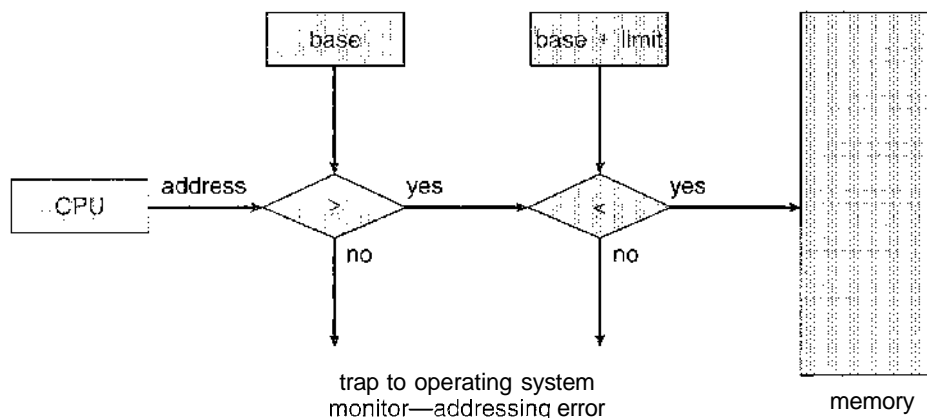 base
base + limit
address
yes
yes
CPU
≥
<
no
no
trap to operating system
monitor—addressing error
memory